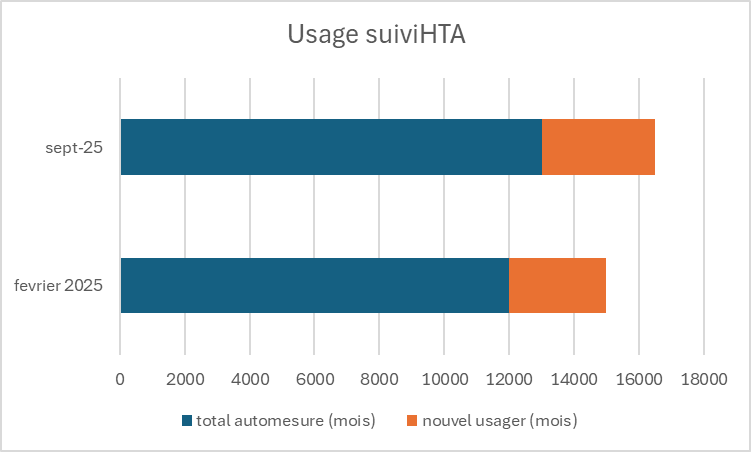 Usage suiviHTA
sept-25
fevrier 2025
0 2000 4000 6000 8000 10000 12000 14000 16000 18000
total automesure (mois) nouvel usager (mois)